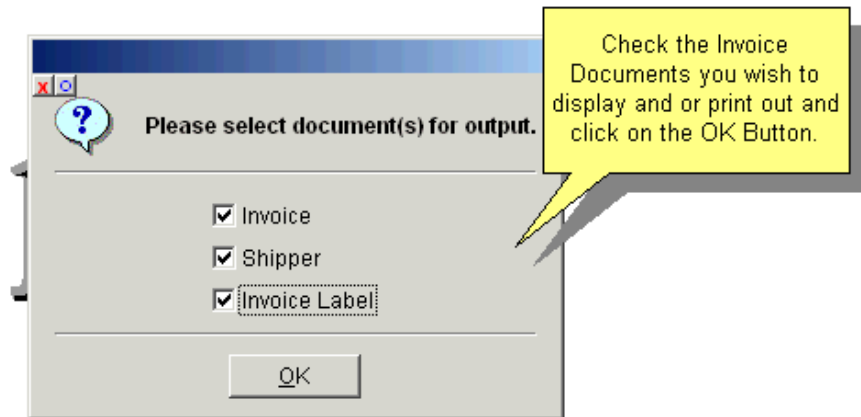 Check the Invoice
Documents you wish to
display and or print out and
click on the OK Button.
Please select document(s) for output.
Invoice
Shipper
Invoice Label
OK